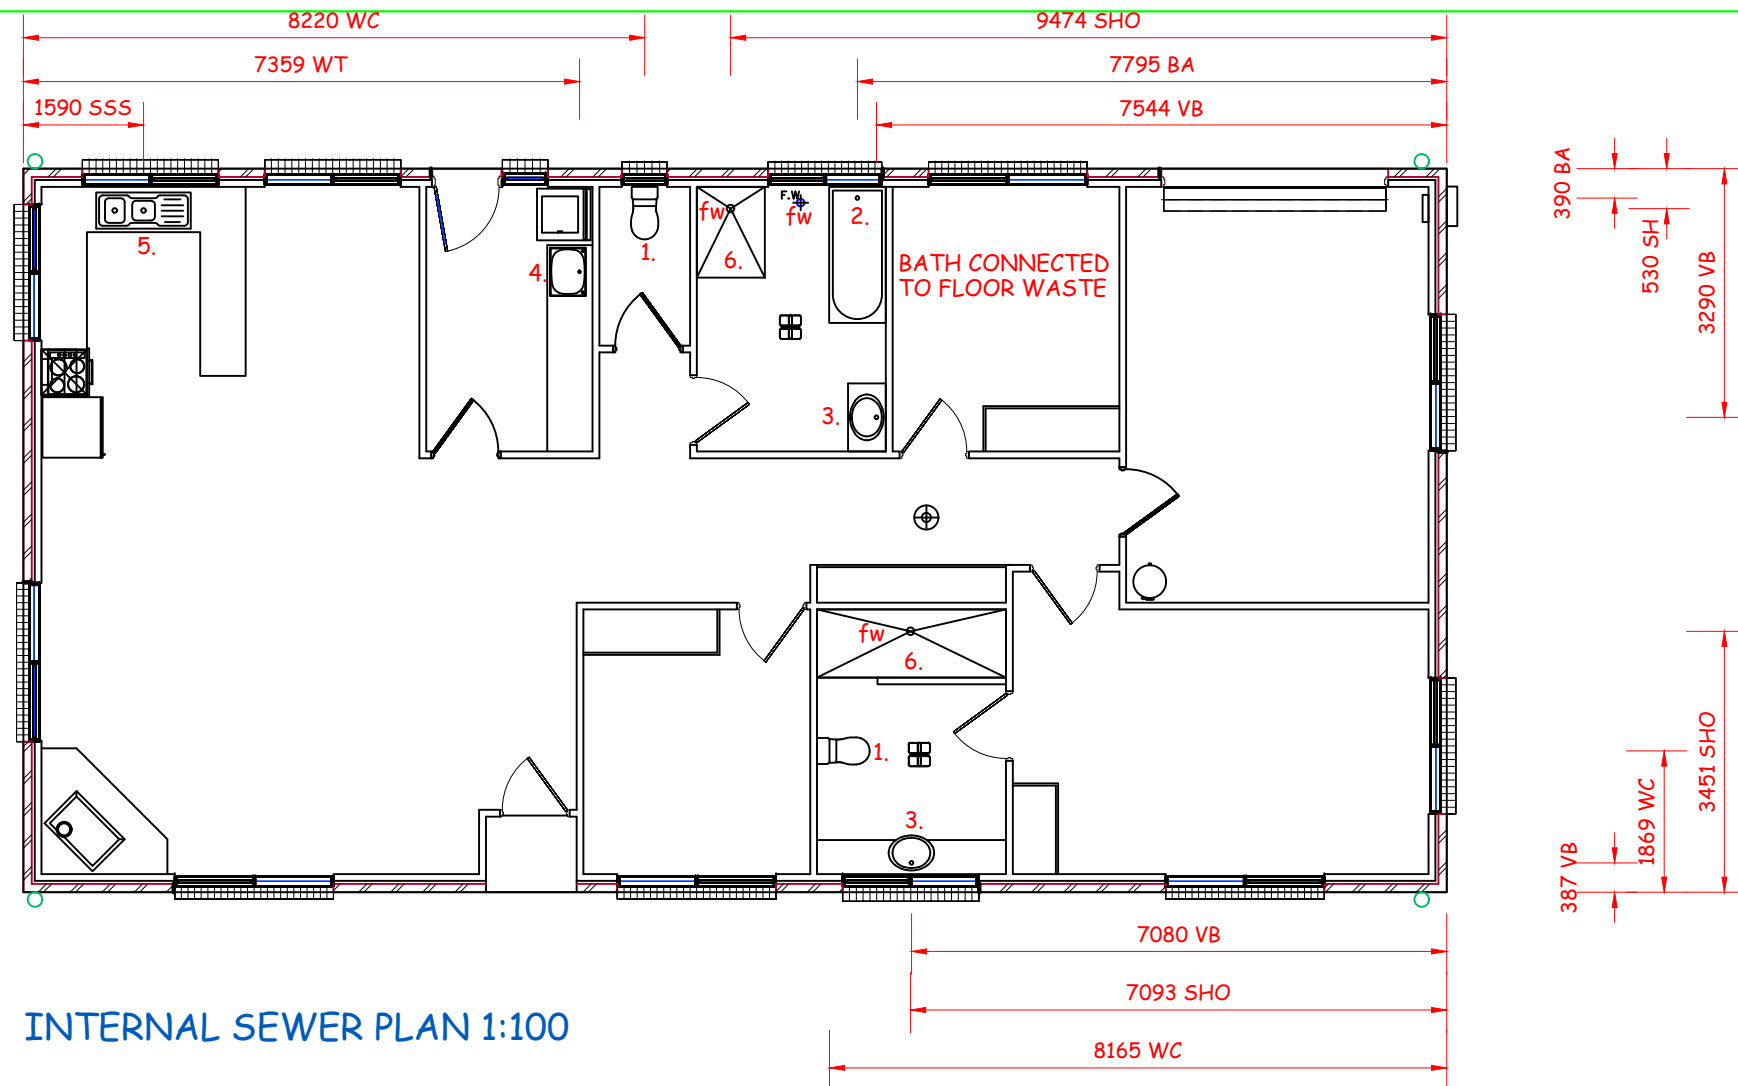 8220 WC
9474 SHO
7359 WT
7795 BA
1590 SSS
7544 VB
390 BA
530 SH
3290 VB
F.W
fw
fw
2.
5.
1.
6.
4.
BATH CONNECTED
TO FLOOR WASTE
3.
fw
6.
1.
3.
3451 SHO
1869 WC
387 VB
7080 VB
7093 SHO
8165 WC
INTERNAL SEWER PLAN 1:100